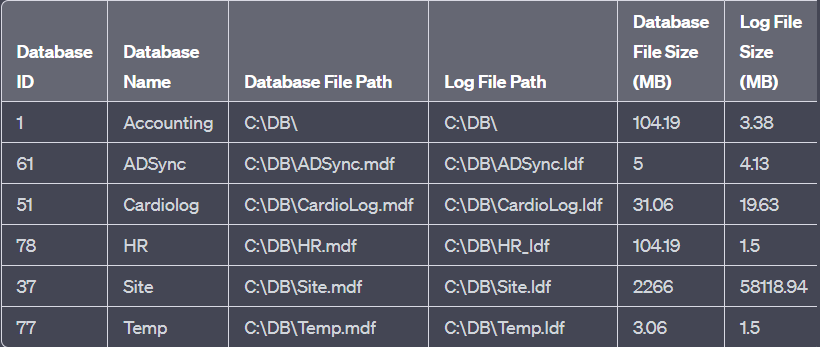 Database ID | Database Name | Database File Path | Log File Path | Database File Size (MB) | Log File Size (MB)
1 | Accounting | C:\DB\ | C:\DB\ | 104.19 | 3.38
61 | ADSync | C:\DB\ADSync.mdf | C:\DB\ADSync.ldf | 5 | 4.13
51 | Cardiolog | C:\DB\CardioLog.mdf | C:\DB\CardioLog.ldf | 31.06 | 19.63
78 | HR | C:\DB\HR.mdf | C:\DB\HR_ldf | 104.19 | 1.5
37 | Site | C:\DB\Site.mdf | C:\DB\Site.ldf | 2266 | 58118.94
77 | Temp | C:\DB\Temp.mdf | C:\DB\Temp.ldf | 3.06 | 1.5